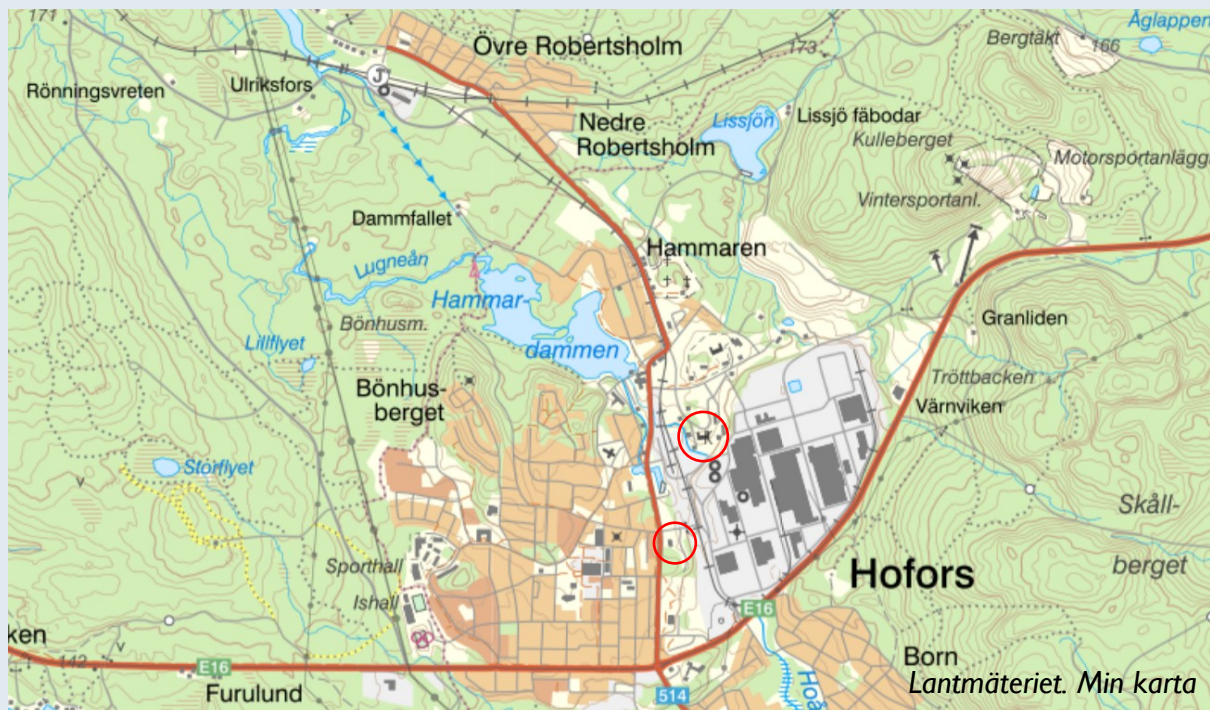 171
Övre Robertsholm
173
Bergtäkt
166
Åglappen
Rönningsvreten
Ulriksfors
J
Nedre
Robertsholm
Lissjön
Lissjö fäbodar
Kulleberget
Motorsportanlägg
Vintersportanl.
Dammfallet
Hammaren
Lugneån
Hammar-
dammen
Bönhusm.
Granliden
Lillflyet
Tröttbacken
Bönhus-
berget
Värnviken
Storflyet
Skåll-
berget
Sporthall
Hofors
Ishall
E16
ken
142
E16
Furulund
514
Born
Hoå
Lantmäteriet. Min karta